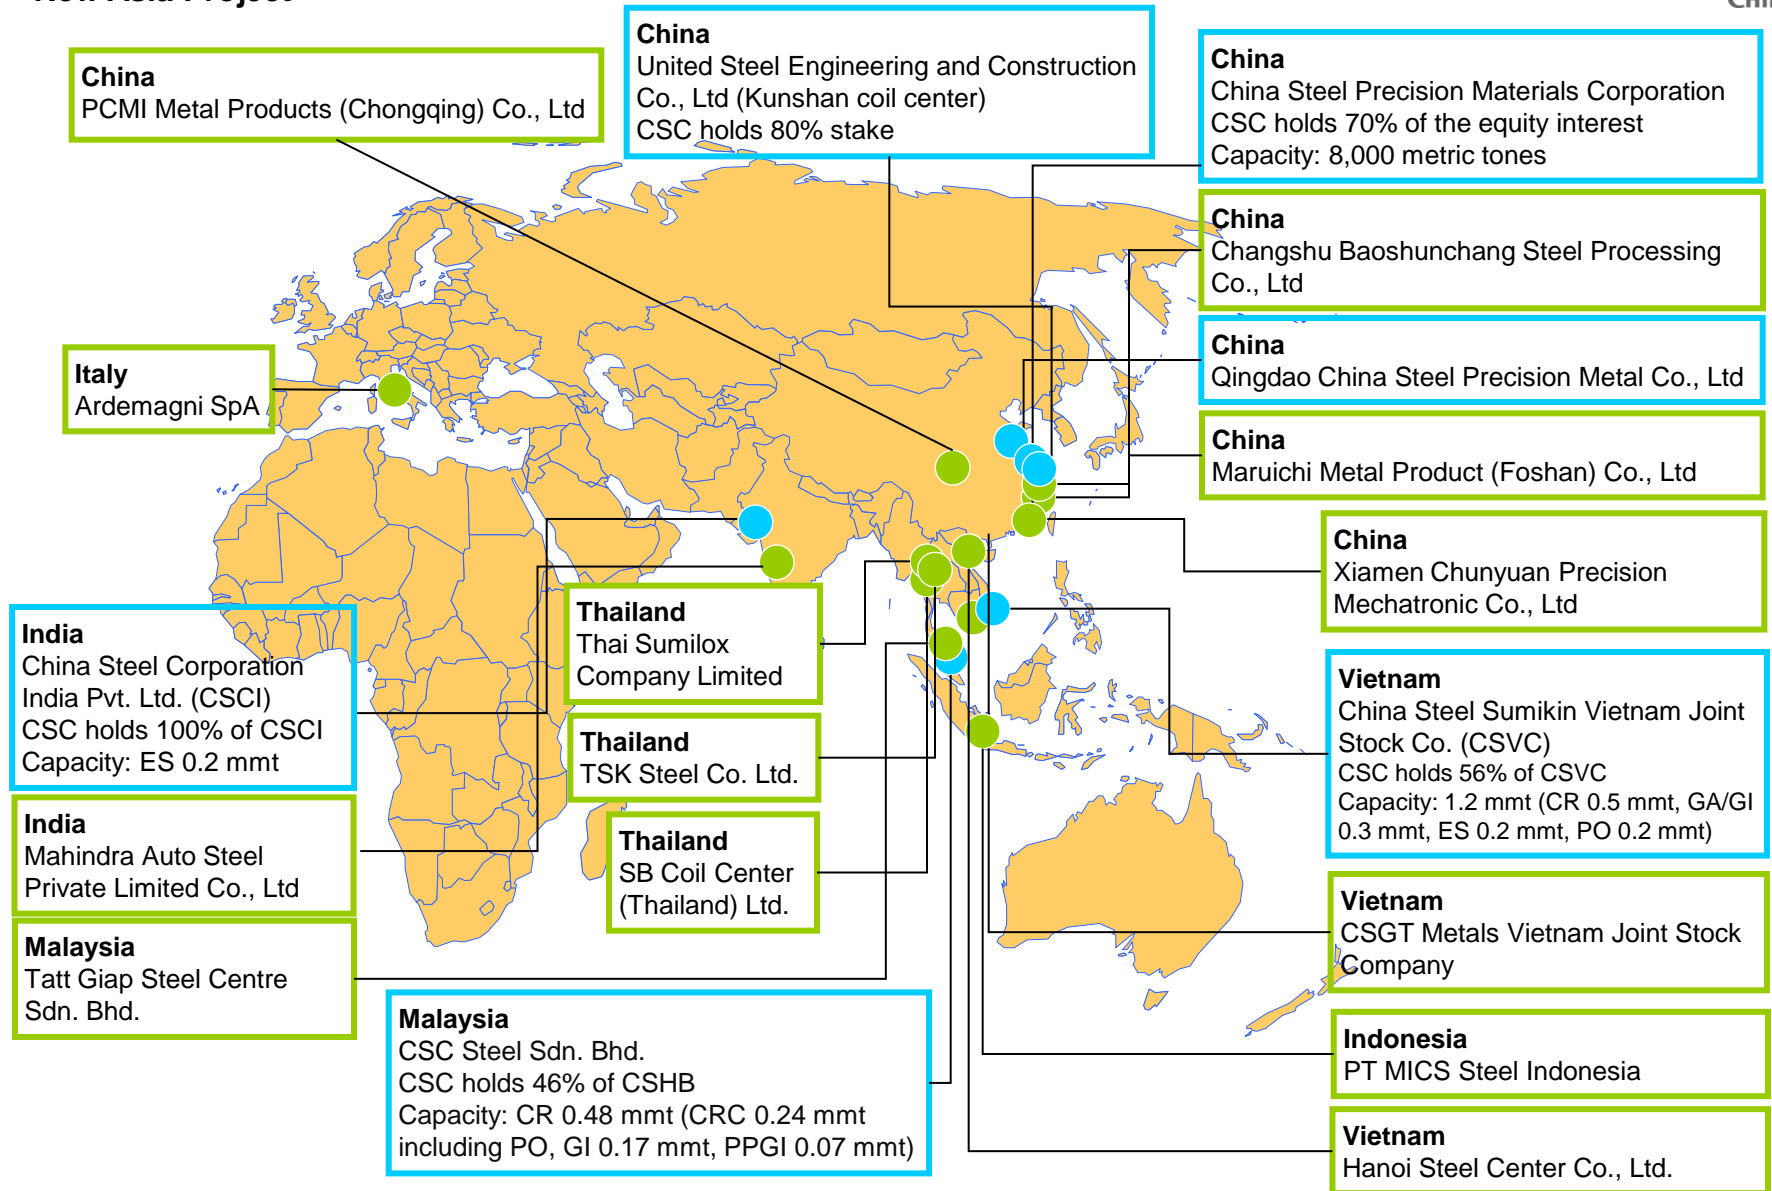 China
PCMI Metal Products (Chongqing) Co., Ltd
China
United Steel Engineering and Construction
Co., Ltd (Kunshan coil center)
CSC holds 80% stake
China
China Steel Precision Materials Corporation
CSC holds 70% of the equity interest
Capacity: 8,000 metric tones
China
Changshu Baoshunchang Steel Processing
Co., Ltd
China
Qingdao China Steel Precision Metal Co., Ltd
China
Maruichi Metal Product (Foshan) Co., Ltd
China
Xiamen Chunyuan Precision
Mechatronic Co., Ltd
Italy
Ardemagni SpA
India
China Steel Corporation
India Pvt. Ltd. (CSCI)
CSC holds 100% of CSCI
Capacity: ES 0.2 mmt
India
Mahindra Auto Steel
Private Limited Co., Ltd
Malaysia
Tatt Giap Steel Centre
Sdn. Bhd.
Thailand
Thai Sumilox
Company Limited
Thailand
TSK Steel Co. Ltd.
Thailand
SB Coil Center
(Thailand) Ltd.
Malaysia
CSC Steel Sdn. Bhd.
CSC holds 46% of CSHB
Capacity: CR 0.48 mmt (CRC 0.24 mmt
including PO, GI 0.17 mmt, PPGI 0.07 mmt)
Vietnam
China Steel Sumikin Vietnam Joint
Stock Co. (CSVC)
CSC holds 56% of CSVC
Capacity: 1.2 mmt (CR 0.5 mmt, GA/GI
0.3 mmt, ES 0.2 mmt, PO 0.2 mmt)
Vietnam
CSGT Metals Vietnam Joint Stock
Company
Indonesia
PT MICS Steel Indonesia
Vietnam
Hanoi Steel Center Co., Ltd.